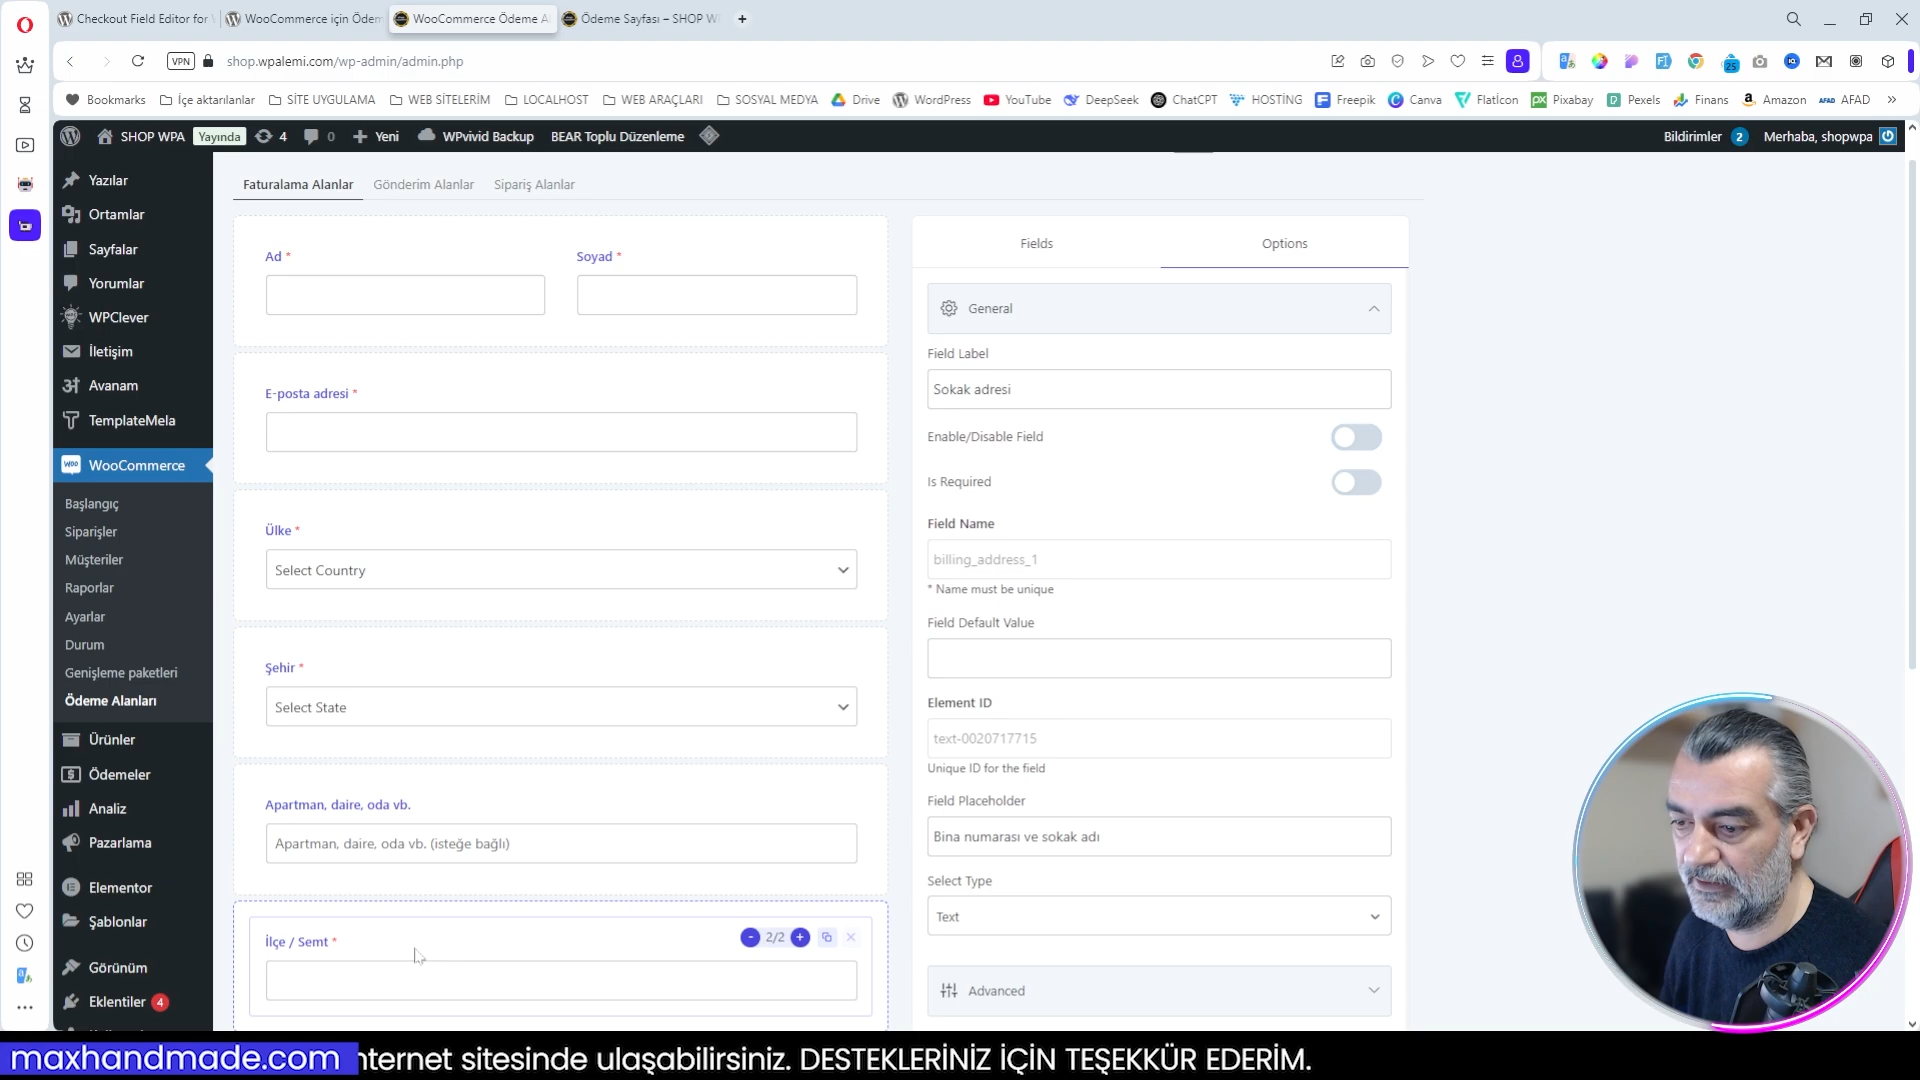 Checkout Field Editor for
WooCommerce için Ödem
WooCommerce Ödeme A
Ödeme Sayfası – SHOP W
VPN
shop.wpalemi.com/wp-admin/admin.php
25
Bookmarks
İçe aktarılanlar
SİTE UYGULAMA
WEB SİTELERİM
LOCALHOST
WEB ARAÇLARI
SOSYAL MEDYA
Drive
WordPress
YouTube
DeepSeek
ChatCPT
HOSTİNG
Freepik
Canva
FlatIcon
Pixabay
Pexels
Finans
Amazon
AFAD
SHOP WPA
Yayında
4
0
Yeni
WPvivid Backup
BEAR Toplu Düzenleme
Bildirimler 2
Merhaba, shopwpa
Yazılar
Ortamlar
Sayfalar
Yorumlar
WPClever
İletişim
Avanam
TemplateMela
WooCommerce
Başlangıç
Siparişler
Müşteriler
Raporlar
Ayarlar
Durum
Genişleme paketleri
Ödeme Alanları
Ürünler
Ödemeler
Analiz
Pazarlama
Elementor
Şablonlar
Görünüm
Eklentiler 4
Faturalama Alanlar
Gönderim Alanlar
Sipariş Alanlar
Ad *
Soyad *
E-posta adresi *
Ülke *
Select Country
Şehir *
Select State
Apartman, daire, oda vb.
Apartman, daire, oda vb. (isteğe bağlı)
İlçe / Semt *
- 2/2 +
Fields
Options
General
Field Label
Sokak adresi
Enable/Disable Field
Is Required
Field Name
billing_address_1
* Name must be unique
Field Default Value
Element ID
text-0020717715
Unique ID for the field
Field Placeholder
Bina numarası ve sokak adı
Select Type
Text
Advanced
maxhandmade.com
nternet sitesinde ulaşabilirsiniz. DESTEKLERİNİZ İÇİN TEŞEKKÜR EDERİM.